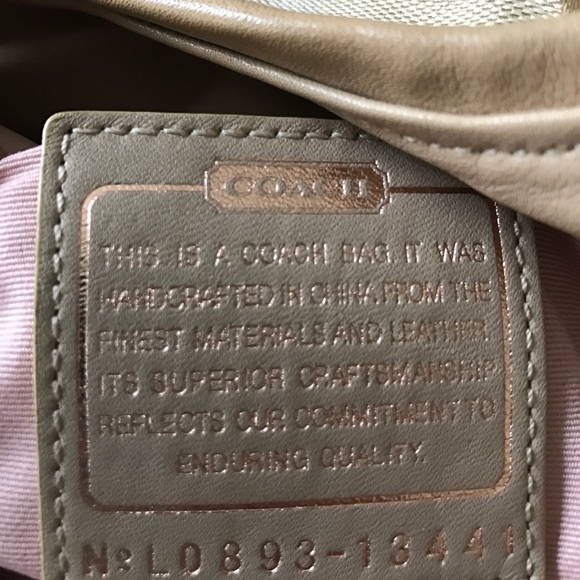 COACH
THIS IS A COACH BAG. IT WAS
HANDCRAFTED IN CHINA FROM THE
FINEST MATERIALS AND LEATHER.
ITS SUPERIOR CRAFTSMANSHIP
REFLECTS OUR COMMITMENT TO
ENDURING QUALITY.
Nº L0893-13441